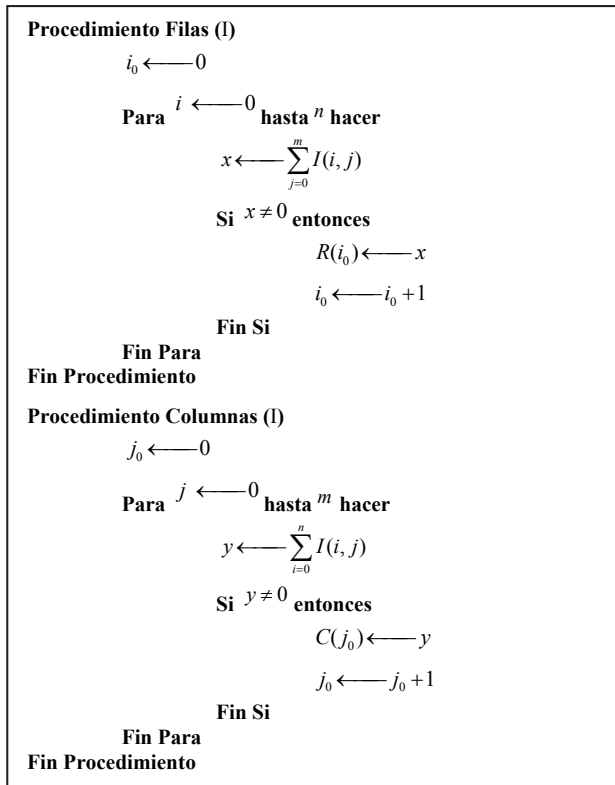 Procedimiento Filas (I)
i₀ ⟵ 0
Para i ⟵ 0 hasta n hacer
x ⟵ ∑_{j=0}^{m} I(i, j)
Si x ≠ 0 entonces
R(i₀) ⟵ x
i₀ ⟵ i₀ + 1
Fin Si
Fin Para
Fin Procedimiento
Procedimiento Columnas (I)
j₀ ⟵ 0
Para j ⟵ 0 hasta m hacer
y ⟵ ∑_{i=0}^{n} I(i, j)
Si y ≠ 0 entonces
C(j₀) ⟵ y
j₀ ⟵ j₀ + 1
Fin Si
Fin Para
Fin Procedimiento